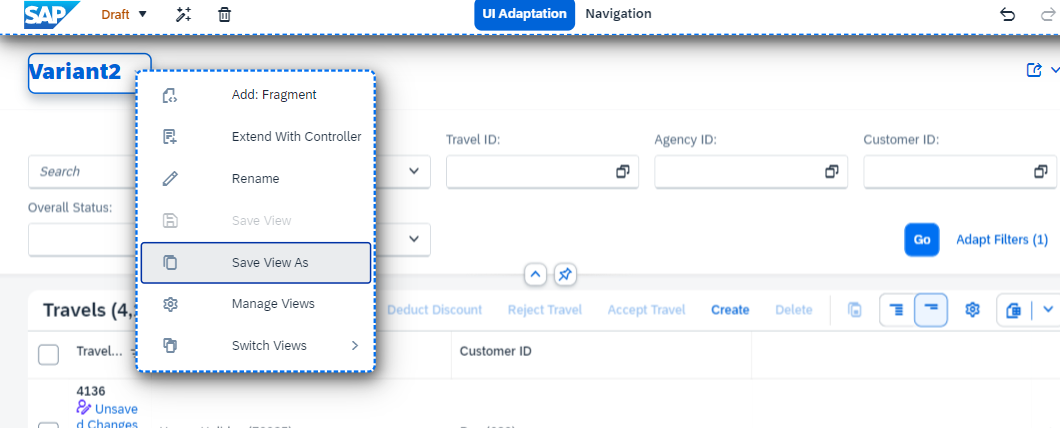 SAP Draft UI Adaptation Navigation
Variant2
Add: Fragment
Extend With Controller
Rename
Save View
Save View As
Manage Views
Switch Views
Travel ID: Agency ID: Customer ID:
Search
Overall Status:
Go Adapt Filters (1)
Travels (4, Deduct Discount Reject Travel Accept Travel Create Delete
Travel... Customer ID
4136
Unsave
d Changes